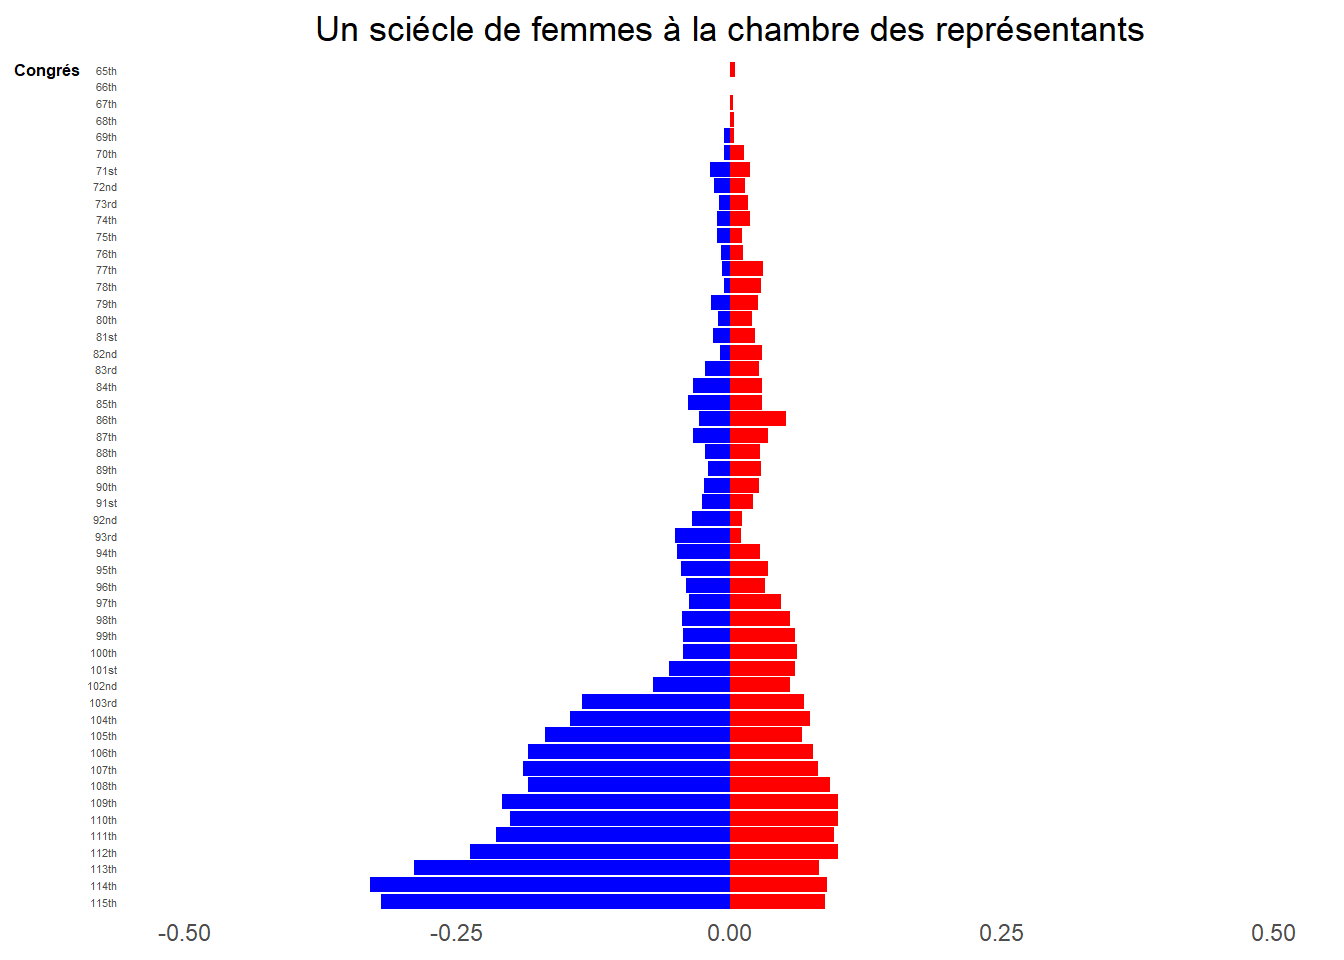 Un sciécle de femmes à la chambre des représentants
Congrés
65th
66th
67th
68th
69th
70th
71st
72nd
73rd
74th
75th
76th
77th
78th
79th
80th
81st
82nd
83rd
84th
85th
86th
87th
88th
89th
90th
91st
92nd
93rd
94th
95th
96th
97th
98th
99th
100th
101st
102nd
103rd
104th
105th
106th
107th
108th
109th
110th
111th
112th
113th
114th
115th
-0.50 -0.25 0.00 0.25 0.50